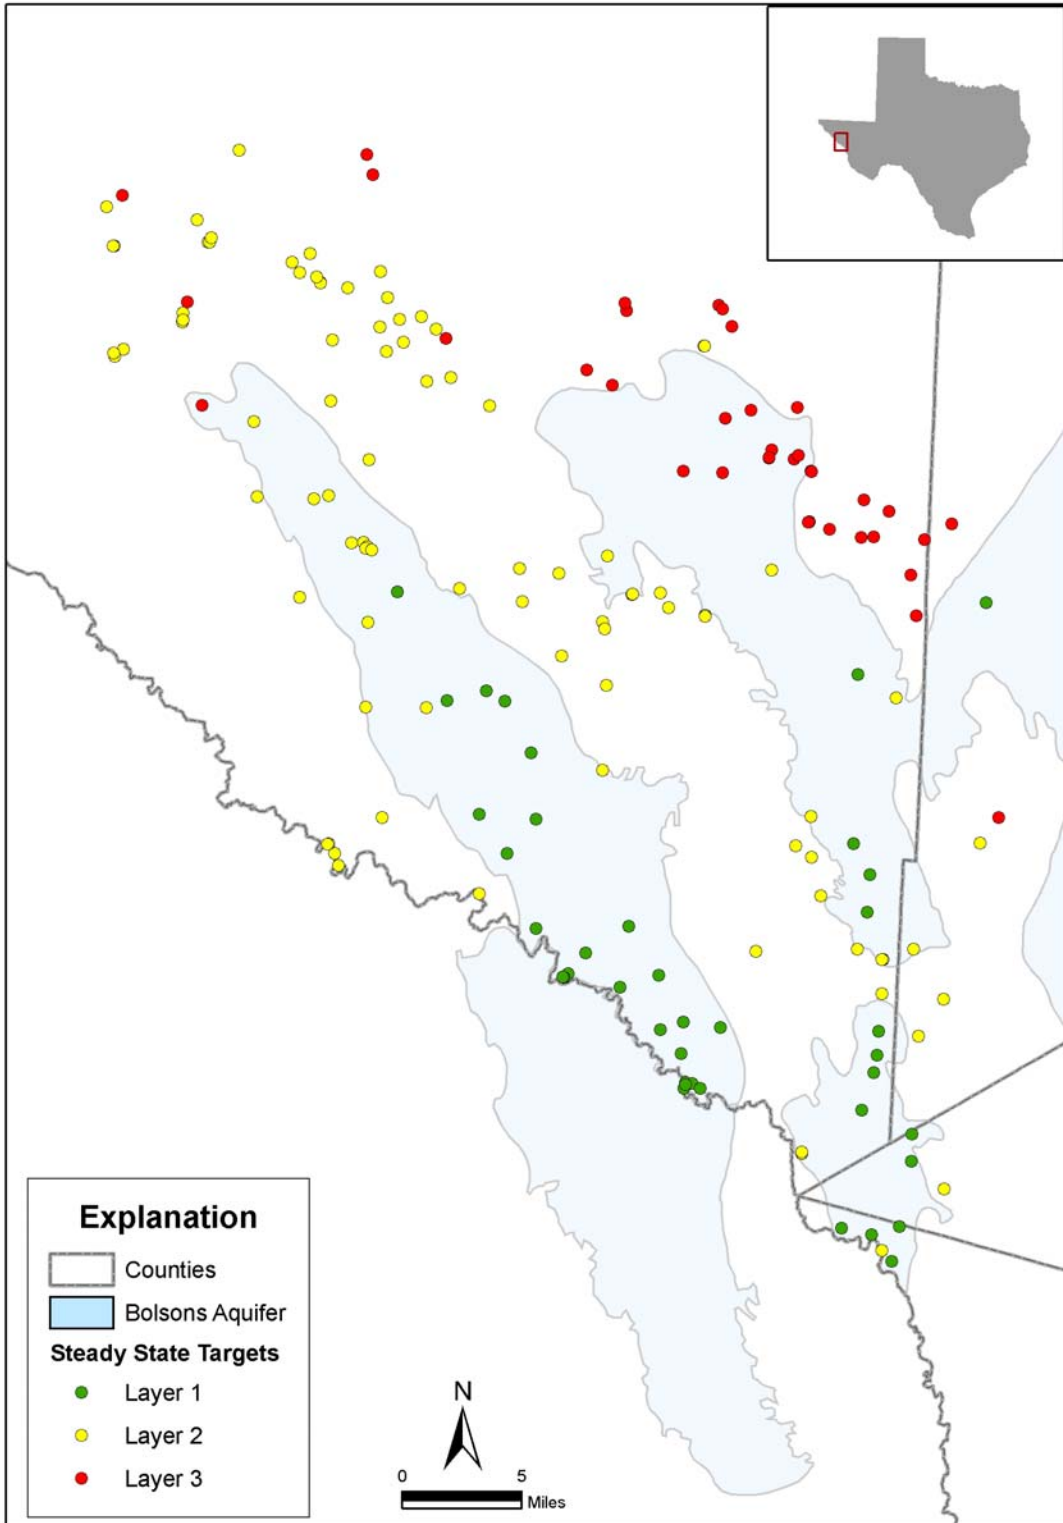 Explanation
Counties
Bolsons Aquifer
Steady State Targets
Layer 1
Layer 2
Layer 3
N
0 5
Miles